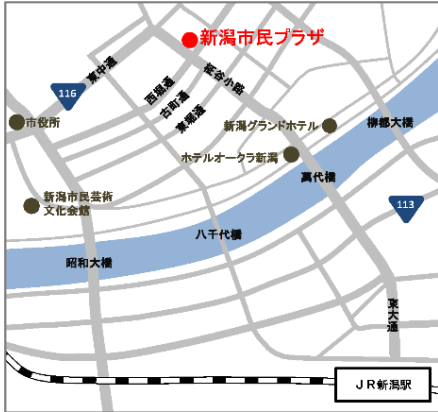 新潟市民プラザ
116
東中通
西堀通
古町通
東堀通
柾谷小路
市役所
新潟グランドホテル
柳都大橋
ホテルオークラ新潟
萬代橋
新潟市民芸術
文化会館
113
八千代橋
昭和大橋
東大通
JR新潟駅